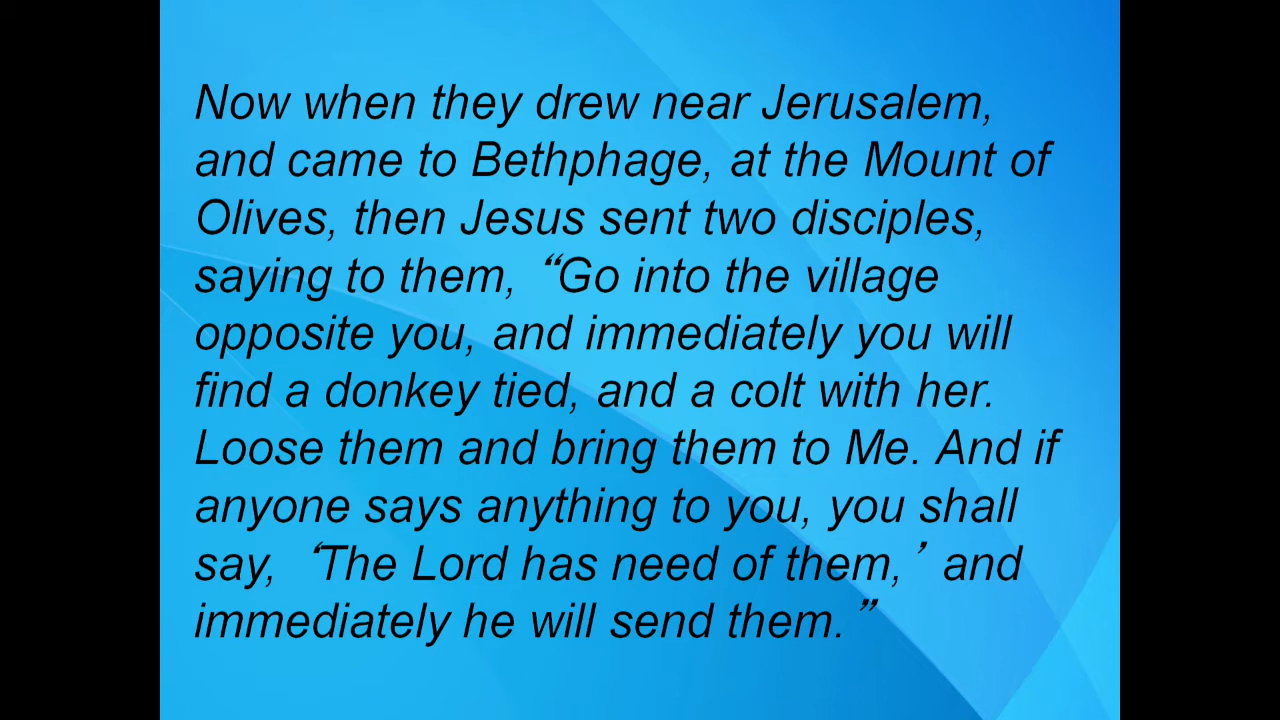 Now when they drew near Jerusalem,
and came to Bethphage, at the Mount of
Olives, then Jesus sent two disciples,
saying to them, “Go into the village
opposite you, and immediately you will
find a donkey tied, and a colt with her.
Loose them and bring them to Me. And if
anyone says anything to you, you shall
say, ‘The Lord has need of them,’ and
immediately he will send them.”